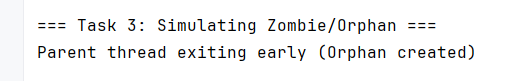 === Task 3: Simulating Zombie/Orphan ===
Parent thread exiting early (Orphan created)